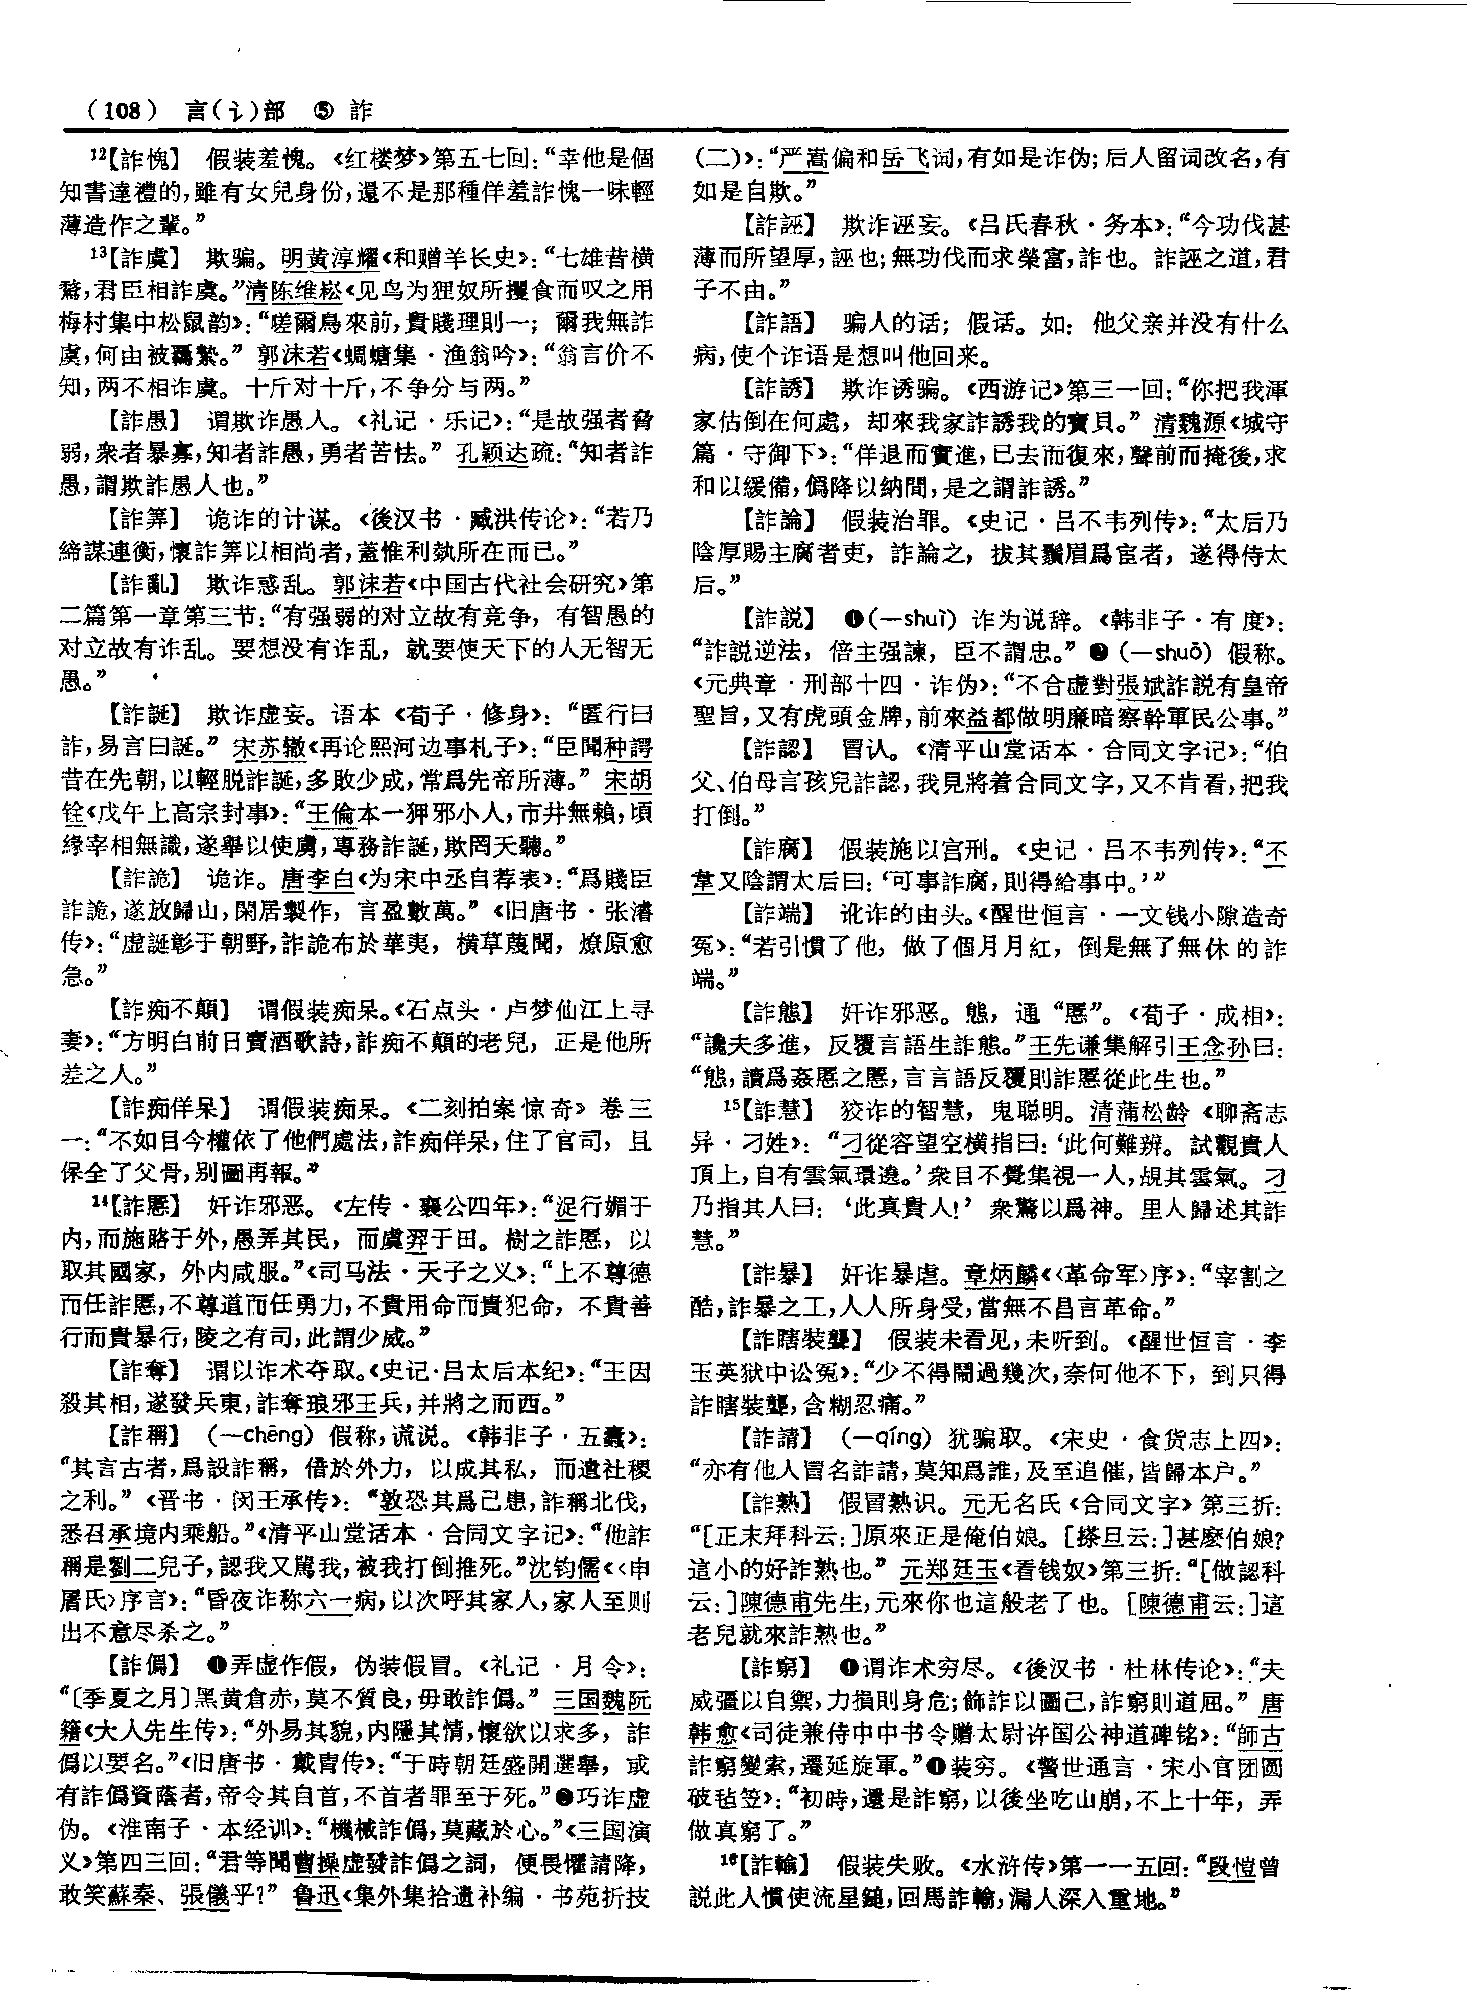 （108） 言(讠)部 ⑤ 詐
12【詐愧】 假装羞愧。《红楼梦》第五七回：“幸他是個
知書達禮的，雖有女兒身份，還不是那種佯羞詐愧一味輕
薄造作之輩。”
13【詐虞】 欺骗。明黄淳耀《和赠羊长史》：“七雄昔横
騖，君臣相詐虞。”清陈维崧《见鸟为狸奴所攫食而叹之用
梅村集中松鼠韵》：“嗟爾鳥來前，貴賤理則一；爾我無詐
虞，何由被羈縶。” 郭沫若《蜩螗集·渔翁吟》：“翁言价不
知，两不相诈虞。十斤对十斤，不争分与两。”
【詐愚】 谓欺诈愚人。《礼记·乐记》：“是故强者脅
弱，衆者暴寡，知者詐愚，勇者苦怯。” 孔颖达疏：“知者詐
愚，謂欺詐愚人也。”
【詐筭】 诡诈的计谋。《後汉书·臧洪传论》：“若乃
締謀連衡，懷詐筭以相尚者，蓋惟利埶所在而已。”
【詐亂】 欺诈惑乱。郭沫若《中国古代社会研究》第
二篇第一章第三节：“有强弱的对立故有竞争，有智愚的
对立故有诈乱。要想没有诈乱，就要使天下的人无智无
愚。”
【詐誕】 欺诈虚妄。语本《荀子·修身》：“匿行曰
詐，易言曰誕。” 宋苏辙《再论熙河边事札子》：“臣聞种諤
昔在先朝，以輕脱詐誕，多敗少成，常爲先帝所薄。” 宋胡
铨《戊午上高宗封事》：“王倫本一狎邪小人，市井無賴，頃
緣宰相無識，遂舉以使虜，專務詐誕，欺罔天聽。”
【詐詭】 诡诈。唐李白《为宋中丞自荐表》：“爲賤臣
詐詭，遂放歸山，閑居製作，言盈數萬。”《旧唐书·张濬
传》：“虚誕彰于朝野，詐詭布於華夷，横草蔑聞，燎原愈
急。”
【詐痴不顛】 谓假装痴呆。《石点头·卢梦仙江上寻
妻》：“方明白前日賣酒歌詩，詐痴不顛的老兒，正是他所
差之人。”
【詐痴佯呆】 谓假装痴呆。《二刻拍案惊奇》卷三
一：“不如目今權依了他們處法，詐痴佯呆，住了官司，且
保全了父骨，别圖再報。”
14【詐慝】 奸诈邪恶。《左传·襄公四年》：“浞行媚于
内，而施賂于外，愚弄其民，而虞羿于田。樹之詐慝，以
取其國家，外内咸服。”《司马法·天子之义》：“上不尊德
而任詐慝，不尊道而任勇力，不貴用命而貴犯命，不貴善
行而貴暴行，陵之有司，此謂少威。”
【詐奪】 谓以诈术夺取。《史记·吕太后本纪》：“王因
殺其相，遂發兵東，詐奪琅邪王兵，并將之而西。”
【詐稱】（—chēng）假称，谎说。《韩非子·五蠹》：
“其言古者，爲設詐稱，借於外力，以成其私，而遺社稷
之利。”《晋书·闵王承传》：“敦恐其爲己患，詐稱北伐，
悉召承境内乘船。”《清平山堂话本·合同文字记》：“他詐
稱是劉二兒子，認我又罵我，被我打倒推死。”沈钧儒《〈申
屠氏〉序言》：“昏夜诈称六一病，以次呼其家人，家人至则
出不意尽杀之。”
【詐僞】 ❶弄虚作假，伪装假冒。《礼记·月令》：
“〔季夏之月〕黑黄倉赤，莫不質良，毋敢詐僞。” 三国魏阮
籍《大人先生传》：“外易其貌，内隱其情，懷欲以求多，詐
僞以要名。”《旧唐书·戴胄传》：“于時朝廷盛開選舉，或
有詐僞資蔭者，帝令其自首，不首者罪至于死。”❷巧诈虚
伪。《淮南子·本经训》：“機械詐僞，莫藏於心。”《三国演
义》第四三回：“君等聞曹操虚發詐僞之詞，便畏懼請降，
敢笑蘇秦、張儀乎？” 鲁迅《集外集拾遗补编·书苑折技
（二）》：“严嵩偏和岳飞词，有如是诈伪；后人留词改名，有
如是自欺。”
【詐誣】 欺诈诬妄。《吕氏春秋·务本》：“今功伐甚
薄而所望厚，誣也；無功伐而求榮富，詐也。詐誣之道，君
子不由。”
【詐語】 骗人的话；假话。如：他父亲并没有什么
病，使个诈语是想叫他回来。
【詐誘】 欺诈诱骗。《西游记》第三一回：“你把我渾
家估倒在何處，却來我家詐誘我的寶貝。” 清魏源《城守
篇·守御下》：“佯退而實進，已去而復來，聲前而掩後，求
和以緩備，僞降以納間，是之謂詐誘。”
【詐論】 假装治罪。《史记·吕不韦列传》：“太后乃
陰厚賜主腐者吏，詐論之，拔其鬚眉爲宦者，遂得侍太
后。”
【詐説】 ❶（—shuì）诈为说辞。《韩非子·有度》：
“詐説逆法，倍主强諫，臣不謂忠。”❷（—shuō）假称。
《元典章·刑部十四·诈伪》：“不合虚對張斌詐説有皇帝
聖旨，又有虎頭金牌，前來益都做明廉暗察幹軍民公事。”
【詐認】 冒认。《清平山堂话本·合同文字记》：“伯
父、伯母言孩兒詐認，我見將着合同文字，又不肯看，把我
打倒。”
【詐腐】 假装施以宫刑。《史记·吕不韦列传》：“不
韋又陰謂太后曰：‘可事詐腐，則得給事中。’”
【詐端】 讹诈的由头。《醒世恒言·一文钱小隙造奇
冤》：“若引慣了他，做了個月月紅，倒是無了無休的詐
端。”
【詐態】 奸诈邪恶。態，通“慝”。《荀子·成相》：
“讒夫多進，反覆言語生詐態。”王先谦集解引王念孙曰：
“態，讀爲姦慝之慝，言言語反覆則詐慝從此生也。”
15【詐慧】 狡诈的智慧，鬼聪明。清蒲松龄《聊斋志
异·刁姓》：“刁從容望空横指曰：‘此何難辨。試觀貴人
頂上，自有雲氣環遶。’衆目不覺集視一人，覘其雲氣。刁
乃指其人曰：‘此真貴人！’衆驚以爲神。里人歸述其詐
慧。”
【詐暴】 奸诈暴虐。章炳麟《〈革命军〉序》：“宰割之
酷，詐暴之工，人人所身受，當無不昌言革命。”
【詐瞎裝聾】 假装未看见，未听到。《醒世恒言·李
玉英狱中讼冤》：“少不得鬧過幾次，奈何他不下，到只得
詐瞎裝聾，含糊忍痛。”
【詐請】（—qíng）犹骗取。《宋史·食货志上四》：
“亦有他人冒名詐請，莫知爲誰，及至追催，皆歸本户。”
【詐熟】 假冒熟识。元无名氏《合同文字》第三折：
“[正末拜科云：]原來正是俺伯娘。[搽旦云：]甚麽伯娘？
這小的好詐熟也。” 元郑廷玉《看钱奴》第三折：“[做認科
云：]陳德甫先生，元來你也這般老了也。[陳德甫云：]這
老兒就來詐熟也。”
【詐窮】 ❶谓诈术穷尽。《後汉书·杜林传论》：“夫
威彊以自禦，力損則身危；飾詐以圖己，詐窮則道屈。” 唐
韩愈《司徒兼侍中中书令赠太尉许国公神道碑铭》：“師古
詐窮變索，遷延旋軍。”❶装穷。《警世通言·宋小官团圆
破毡笠》：“初時，還是詐窮，以後坐吃山崩，不上十年，弄
做真窮了。”
16【詐輸】 假装失败。《水浒传》第一一五回：“段愷曾
説此人慣使流星鎚，回馬詐輸，漏人深入重地。”